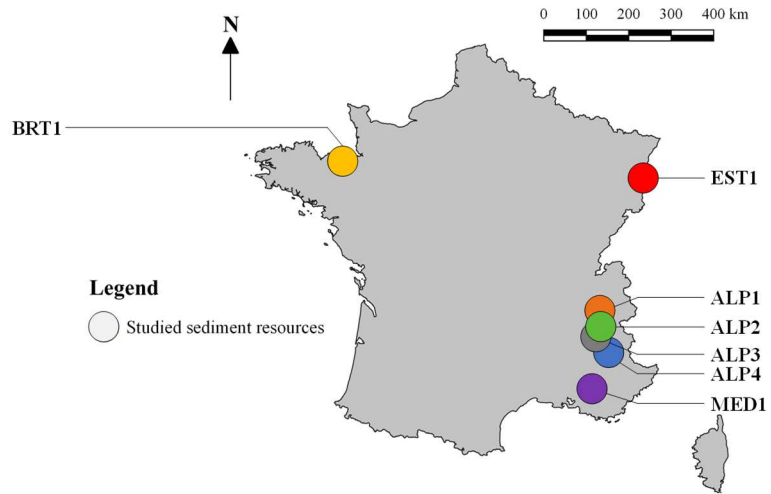 0 100 200 300 400 km
N
BRT1
EST1
Legend
Studied sediment resources
ALP1
ALP2
ALP3
ALP4
MED1